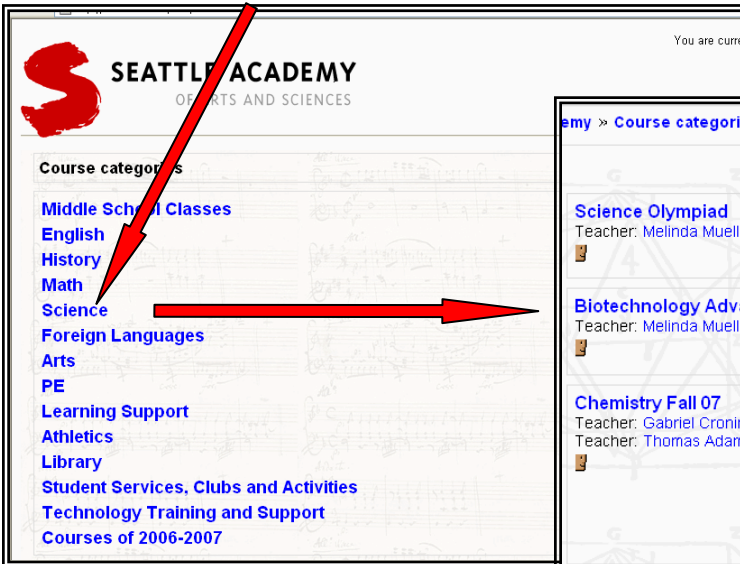 You are curre
SEATTLE ACADEMY
OF ARTS AND SCIENCES
Course categories
Middle School Classes
English
History
Math
Science
Foreign Languages
Arts
PE
Learning Support
Athletics
Library
Student Services, Clubs and Activities
Technology Training and Support
Courses of 2006-2007
emy » Course categori
Science Olympiad
Teacher: Melinda Muell
Biotechnology Adva
Teacher: Melinda Muell
Chemistry Fall 07
Teacher: Gabriel Cronin
Teacher: Thomas Adam